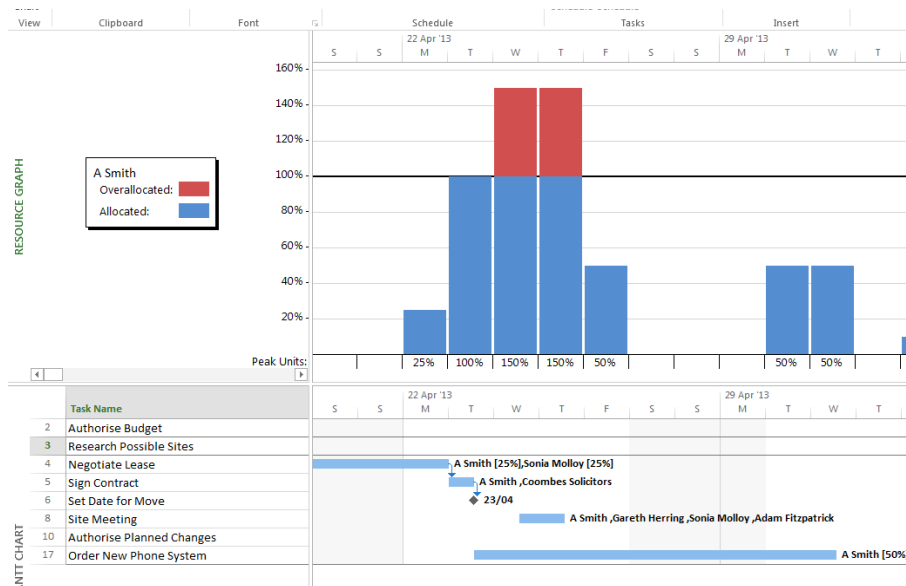 View Clipboard Font Schedule Tasks Insert
22 Apr '13 29 Apr '13
S S M T W T F S S M T W T
160%
140%
120%
100%
80%
60%
40%
20%
RESOURCE GRAPH
A Smith
Overallocated:
Allocated:
Peak Units: 25% 100% 150% 150% 50% 50% 50%
22 Apr '13 29 Apr '13
Task Name S S M T W T F S S M T W T
2 Authorise Budget
3 Research Possible Sites
4 Negotiate Lease A Smith [25%],Sonia Molloy [25%]
5 Sign Contract A Smith ,Coombes Solicitors
6 Set Date for Move 23/04
8 Site Meeting A Smith ,Gareth Herring ,Sonia Molloy ,Adam Fitzpatrick
10 Authorise Planned Changes
17 Order New Phone System A Smith [50%
NTT CHART